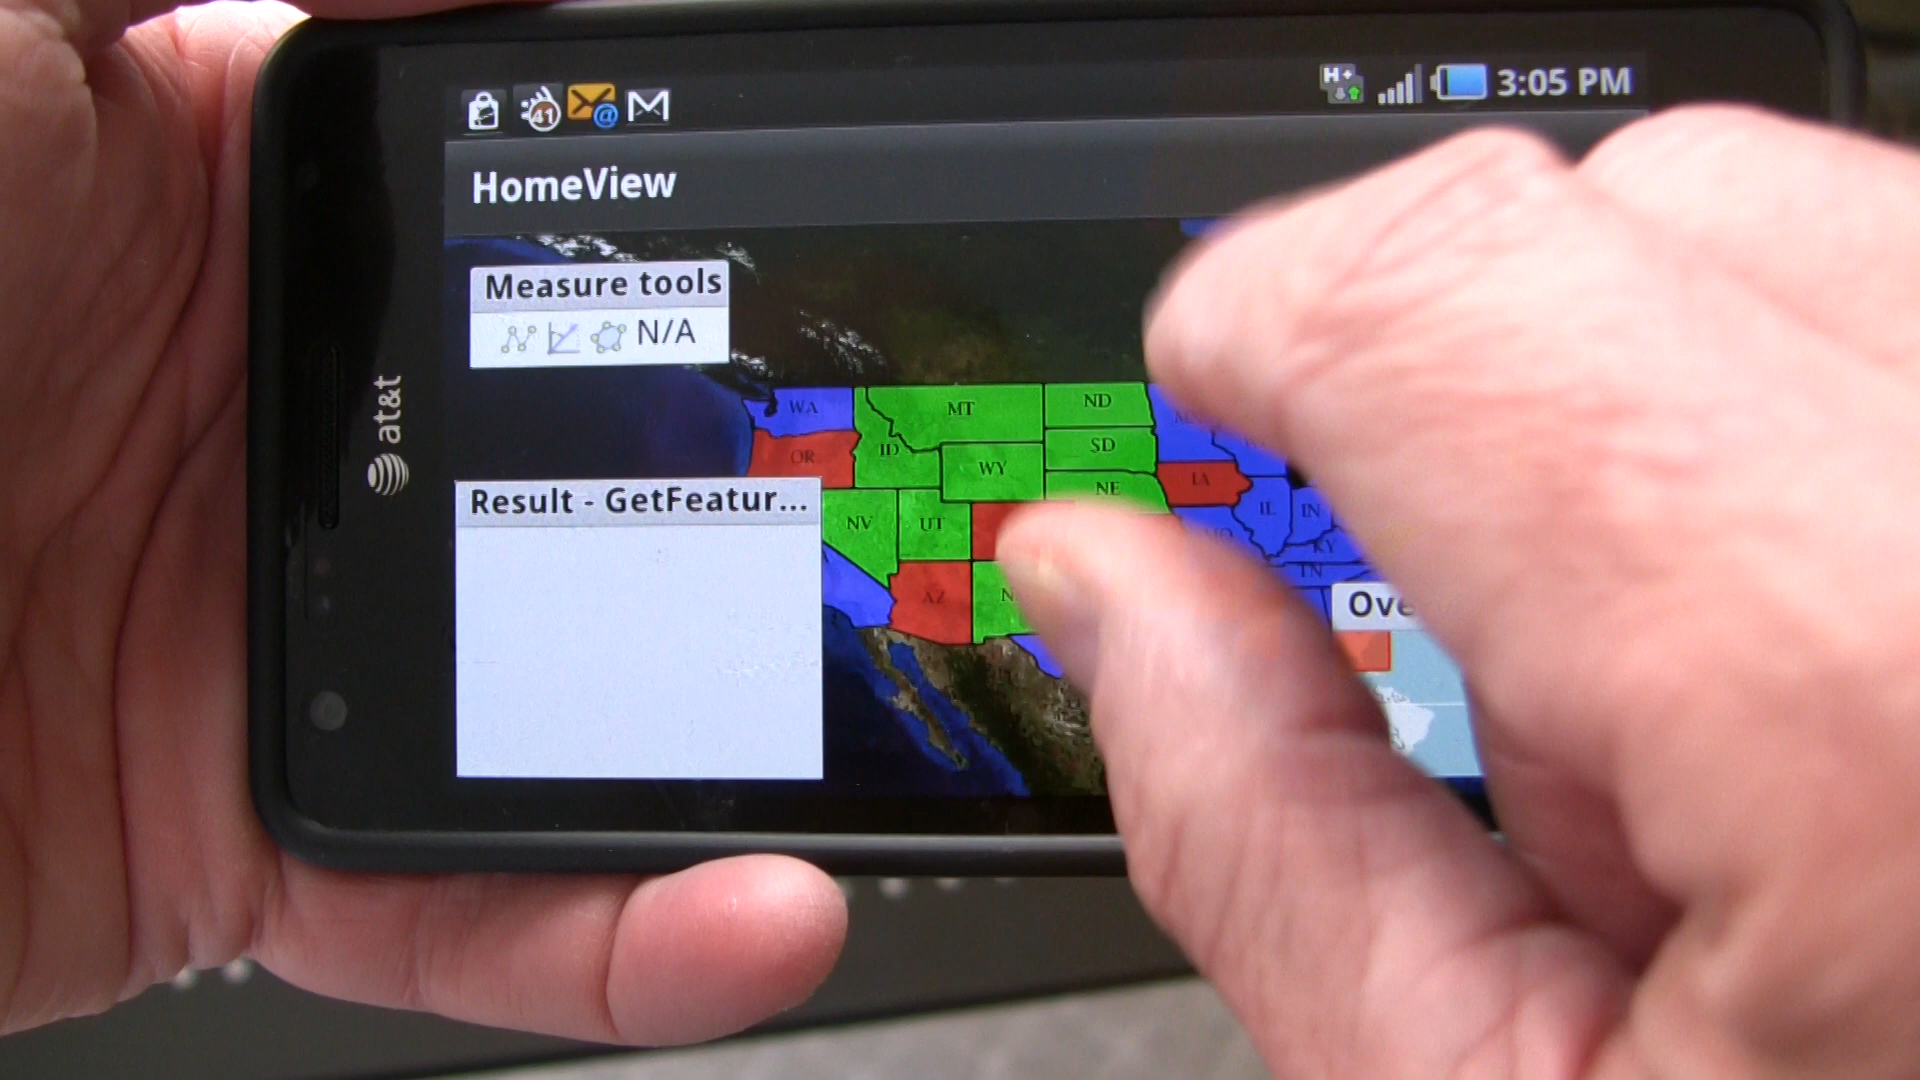 41
H+
3:05 PM
HomeView
Measure tools
N/A
at&t
WA
MT
ND
OR
ID
SD
WY
IA
NE
Result - GetFeatur...
NV
UT
IL
IN
KY
TN
AZ
Ove